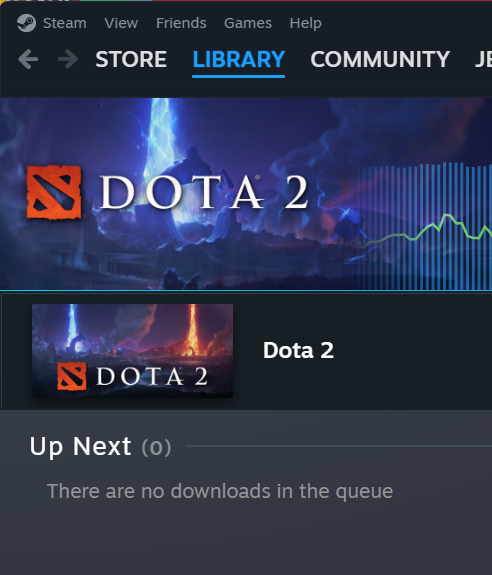 Steam View Friends Games Help
STORE LIBRARY COMMUNITY JE
DOTA 2
DOTA 2
Dota 2
Up Next (0)
There are no downloads in the queue